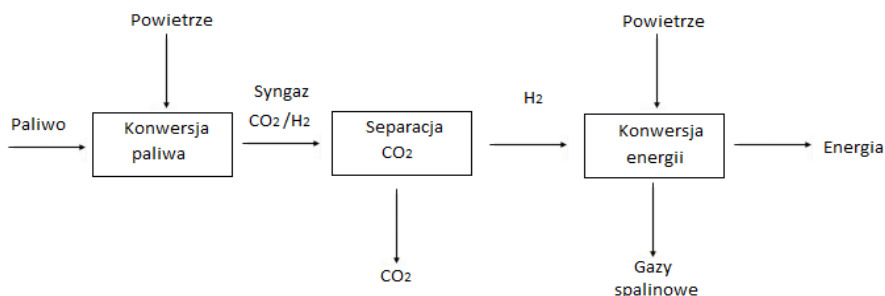 Powietrze
Powietrze
Syngaz
CO2/H2
H2
Paliwo
Konwersja
paliwa
Separacja
CO2
Konwersja
energii
Energia
CO2
Gazy
spalinowe